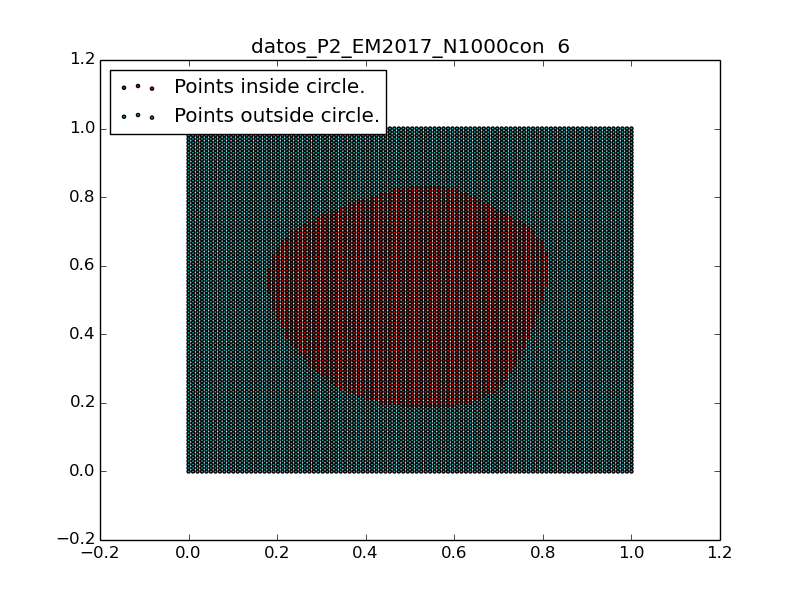 datos_P2_EM2017_N1000con  6
1.2
Points inside circle.
Points outside circle.
1.0
0.8
0.6
0.4
0.2
0.0
−0.2
−0.2 0.0 0.2 0.4 0.6 0.8 1.0 1.2